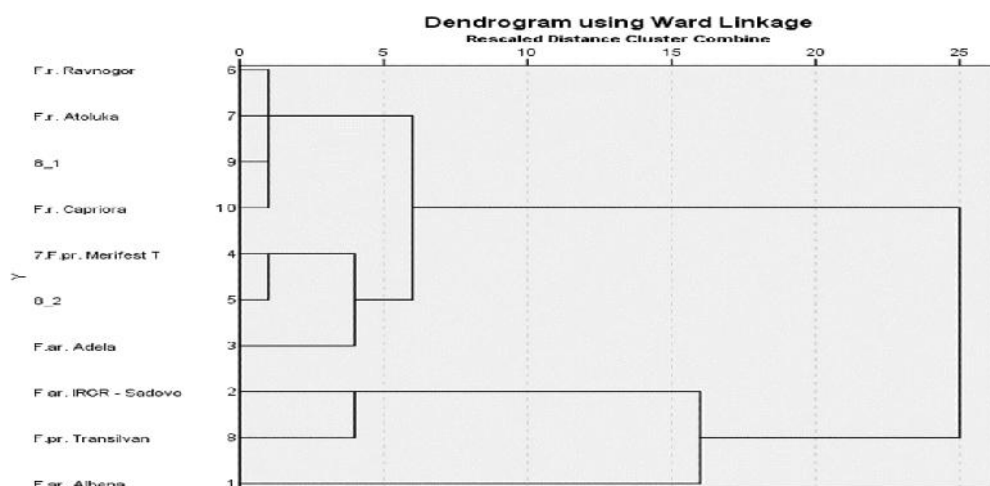 Dendrogram using Ward Linkage
Rescaled Distance Cluster Combine
0 5 10 15 20 25
F.r. Ravnogor 6
F.r. Atoluka 7
8_1 9
F.r. Capriora 10
7.F.pr. Merifest T 4
Y
8_2 5
F.ar. Adela 3
F ar. IRGR - Sadovo 2
F.pr. Transilvan 8
F ar. Albena 1